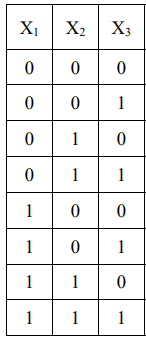 X₁ X₂ X₃
0 0 0
0 0 1
0 1 0
0 1 1
1 0 0
1 0 1
1 1 0
1 1 1